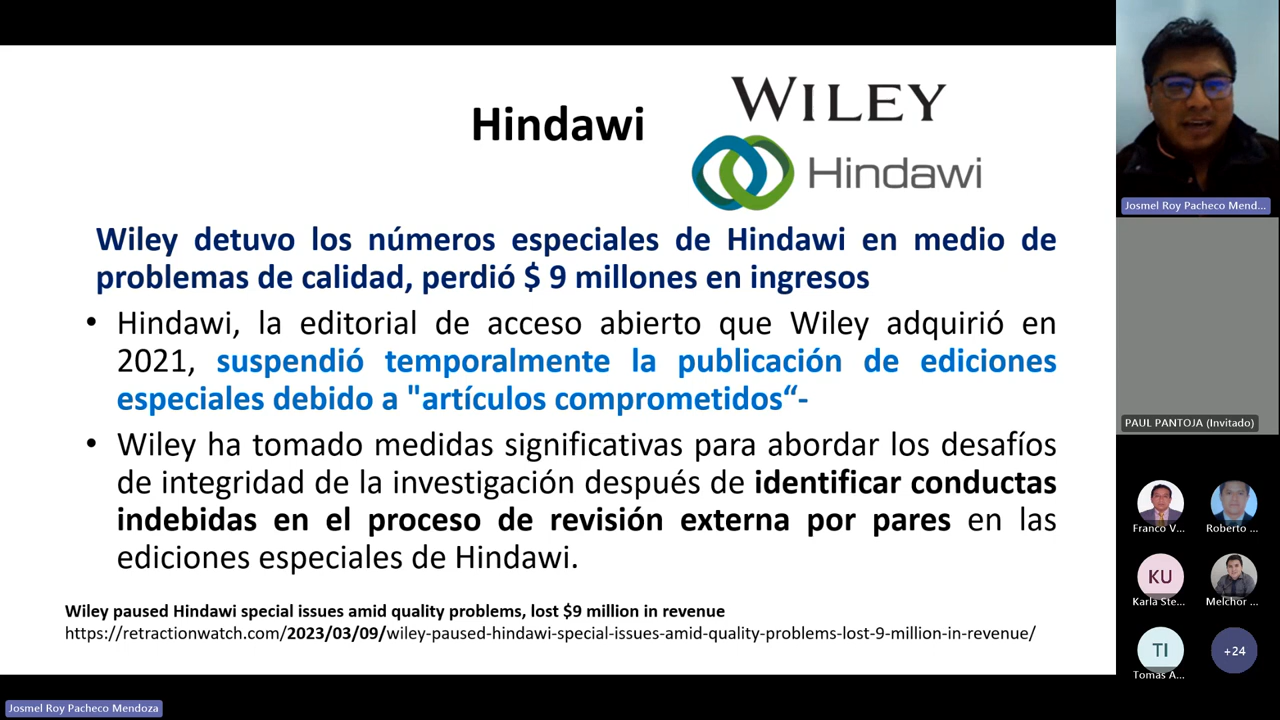 Hindawi
WILEY
Hindawi
Wiley detuvo los números especiales de Hindawi en medio de
problemas de calidad, perdió $ 9 millones en ingresos
• Hindawi, la editorial de acceso abierto que Wiley adquirió en
2021, suspendió temporalmente la publicación de ediciones
especiales debido a "artículos comprometidos“-
• Wiley ha tomado medidas significativas para abordar los desafíos
de integridad de la investigación después de identificar conductas
indebidas en el proceso de revisión externa por pares en las
ediciones especiales de Hindawi.
Wiley paused Hindawi special issues amid quality problems, lost $9 million in revenue
https://retractionwatch.com/2023/03/09/wiley-paused-hindawi-special-issues-amid-quality-problems-lost-9-million-in-revenue/
Josmel Roy Pacheco Mend...
PAUL PANTOJA (Invitado)
Franco V...
Roberto ...
KU
Karla Ste...
Melchor ...
TI
Tomas A...
+24
Josmel Roy Pacheco Mendoza